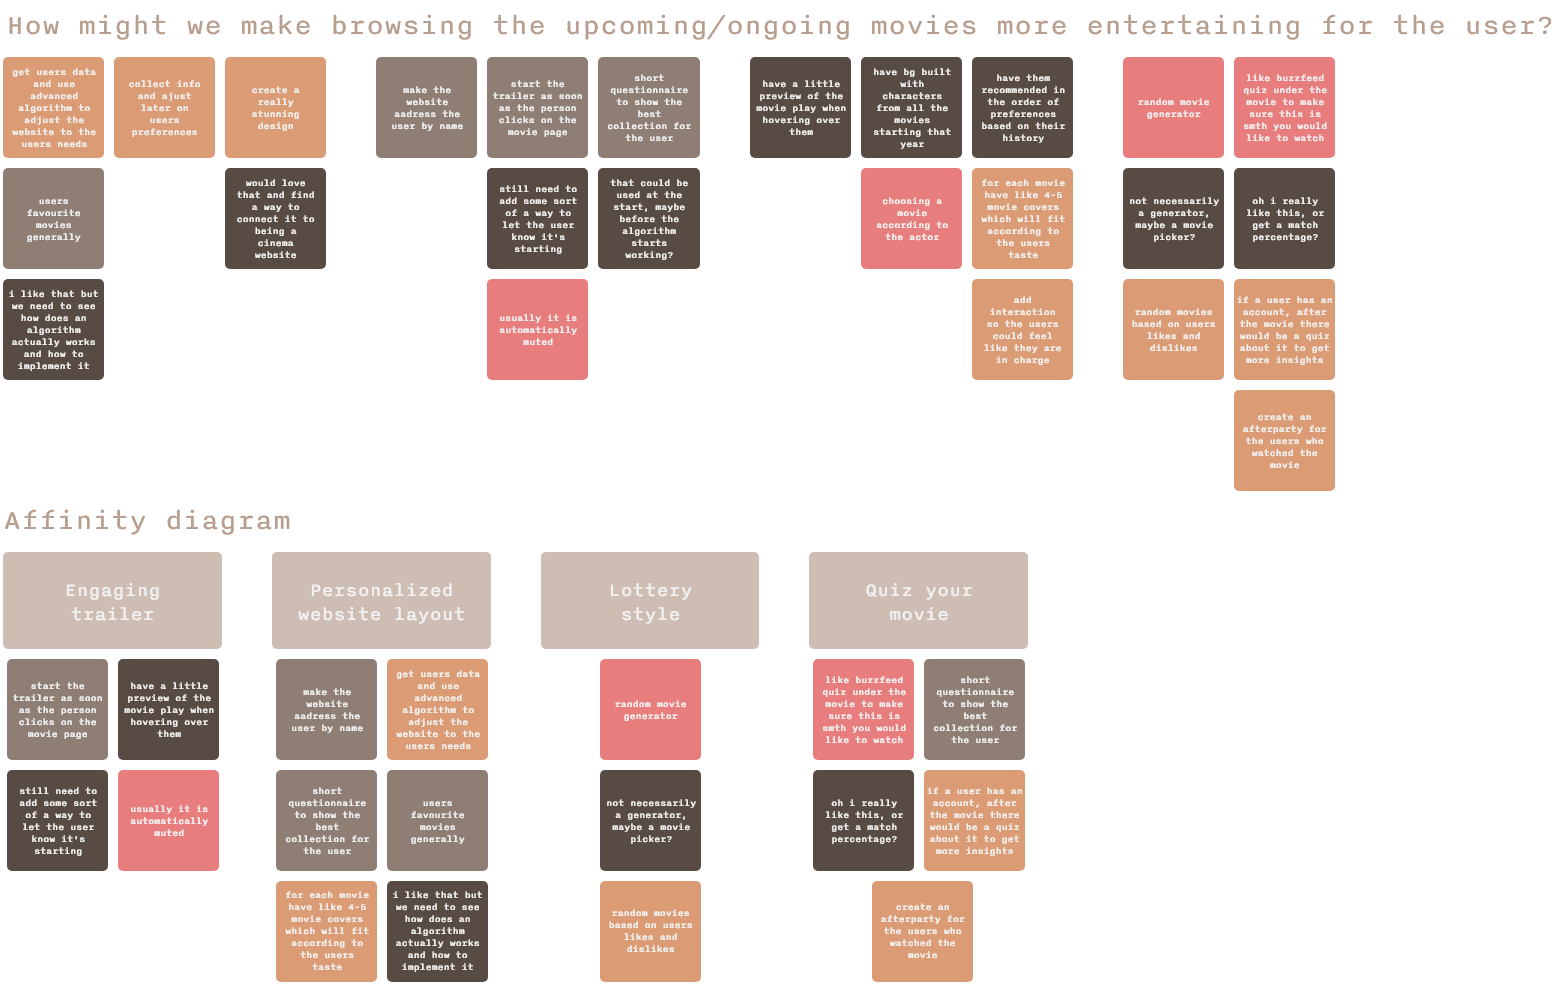 How might we make browsing the upcoming/ongoing movies more entertaining for the user?
get users data
and use
advanced
algorithm to
adjust the
website to the
users needs
collect info
and ajust
later on
users
preferences
create a
really
stunning
design
make the
website
aadress the
user by name
start the
trailer as soon
as the person
clicks on the
movie page
short
questionnaire
to show the
best
collection for
the user
have a little
preview of the
movie play when
hovering over
them
have bg built
with
characters
from all the
movies
starting that
year
have them
recommended in
the order of
preferences
based on their
history
random movie
generator
like buzzfeed
quiz under the
movie to make
sure this is
smth you would
like to watch
users
favourite
movies
generally
would love
that and find
a way to
connect it to
being a
cinema
website
still need to
add some sort
of a way to
let the user
know it's
starting
that could be
used at the
start, maybe
before the
algorithm
starts
working?
choosing a
movie
according to
the actor
for each movie
have like 4-5
movie covers
which will fit
according to
the users
taste
not necessarily
a generator,
maybe a movie
picker?
oh i really
like this, or
get a match
percentage?
i like that but
we need to see
how does an
algorithm
actually works
and how to
implement it
usually it is
automatically
muted
add
interaction
so the users
could feel
like they are
in charge
random movies
based on users
likes and
dislikes
if a user has an
account, after
the movie there
would be a quiz
about it to get
more insights
create an
afterparty for
the users who
watched the
movie
Affinity diagram
Engaging
trailer
Personalized
website layout
Lottery
style
Quiz your
movie
start the
trailer as soon
as the person
clicks on the
movie page
have a little
preview of the
movie play when
hovering over
them
make the
website
aadress the
user by name
get users data
and use
advanced
algorithm to
adjust the
website to the
users needs
random movie
generator
like buzzfeed
quiz under the
movie to make
sure this is
smth you would
like to watch
short
questionnaire
to show the
best
collection for
the user
still need to
add some sort
of a way to
let the user
know it's
starting
usually it is
automatically
muted
short
questionnaire
to show the
best
collection for
the user
users
favourite
movies
generally
not necessarily
a generator,
maybe a movie
picker?
oh i really
like this, or
get a match
percentage?
if a user has an
account, after
the movie there
would be a quiz
about it to get
more insights
for each movie
have like 4-5
movie covers
which will fit
according to
the users
taste
i like that but
we need to see
how does an
algorithm
actually works
and how to
implement it
random movies
based on users
likes and
dislikes
create an
afterparty for
the users who
watched the
movie